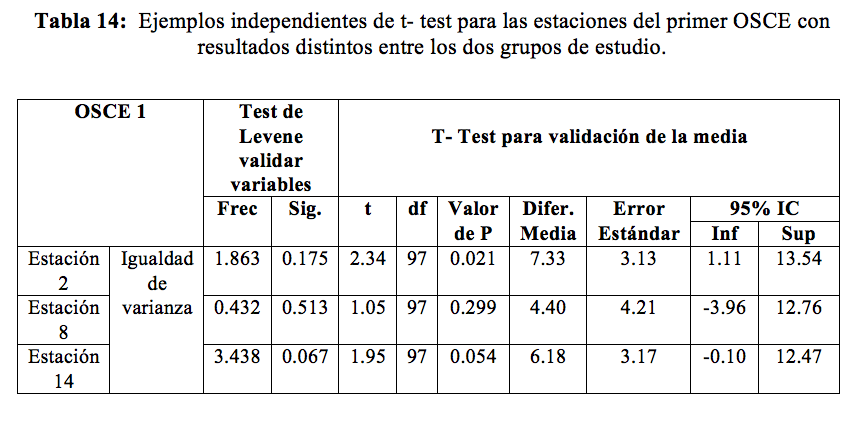 Tabla 14: Ejemplos independientes de t- test para las estaciones del primer OSCE con
resultados distintos entre los dos grupos de estudio.
OSCE 1
Test de
Levene
validar
variables
T- Test para validación de la media
Frec Sig. t df Valor Difer. Error 95% IC
de P Media Estándar Inf Sup
Estación Igualdad 1.863 0.175 2.34 97 0.021 7.33 3.13 1.11 13.54
2 de
Estación varianza 0.432 0.513 1.05 97 0.299 4.40 4.21 -3.96 12.76
8
Estación 3.438 0.067 1.95 97 0.054 6.18 3.17 -0.10 12.47
14